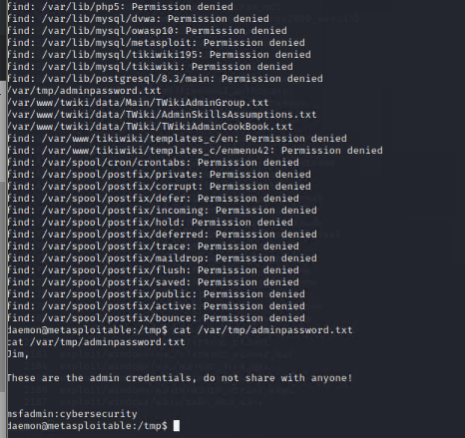 find: /var/lib/php5: Permission denied
find: /var/lib/mysql/dvwa: Permission denied
find: /var/lib/mysql/owasp10: Permission denied
find: /var/lib/mysql/metasploit: Permission denied
find: /var/lib/mysql/tikiwiki195: Permission denied
find: /var/lib/mysql/tikiwiki: Permission denied
find: /var/lib/postgresql/8.3/main: Permission denied
/var/tmp/adminpassword.txt
/var/www/twiki/data/Main/TWikiAdminGroup.txt
/var/www/twiki/data/TWiki/AdminSkillsAssumptions.txt
/var/www/twiki/data/TWiki/TWikiAdminCookBook.txt
find: /var/www/tikiwiki/templates_c/en: Permission denied
find: /var/www/tikiwiki/templates_c/enmenu42: Permission denied
find: /var/spool/cron/crontabs: Permission denied
find: /var/spool/postfix/private: Permission denied
find: /var/spool/postfix/corrupt: Permission denied
find: /var/spool/postfix/defer: Permission denied
find: /var/spool/postfix/incoming: Permission denied
find: /var/spool/postfix/hold: Permission denied
find: /var/spool/postfix/deferred: Permission denied
find: /var/spool/postfix/trace: Permission denied
find: /var/spool/postfix/maildrop: Permission denied
find: /var/spool/postfix/flush: Permission denied
find: /var/spool/postfix/saved: Permission denied
find: /var/spool/postfix/public: Permission denied
find: /var/spool/postfix/active: Permission denied
find: /var/spool/postfix/bounce: Permission denied
daemon@metasploitable:/tmp$ cat /var/tmp/adminpassword.txt
cat /var/tmp/adminpassword.txt
Jim,
These are the admin credentials, do not share with anyone!
msfadmin:cybersecurity
daemon@metasploitable:/tmp$